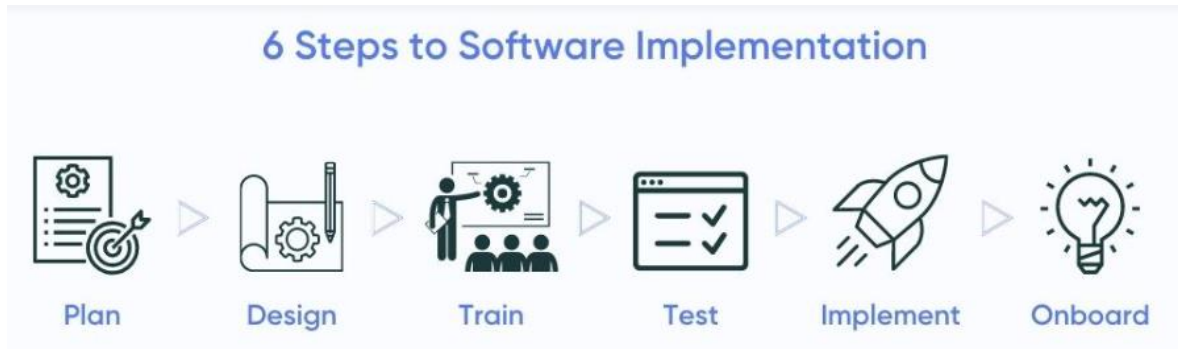 6 Steps to Software Implementation
Plan
Design
Train
Test
Implement
Onboard